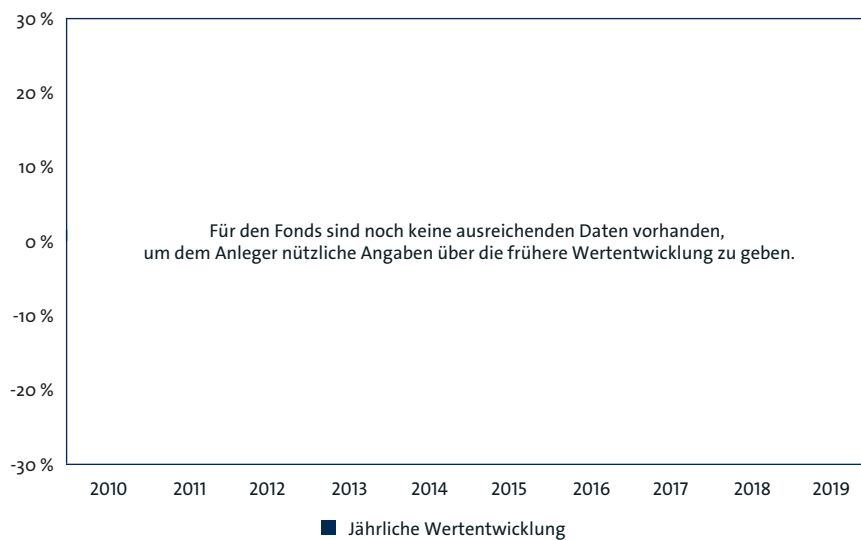 30 %
20 %
10 %
0 %
-10 %
-20 %
-30 %
Für den Fonds sind noch keine ausreichenden Daten vorhanden,
um dem Anleger nützliche Angaben über die frühere Wertentwicklung zu geben.
2010 2011 2012 2013 2014 2015 2016 2017 2018 2019
Jährliche Wertentwicklung